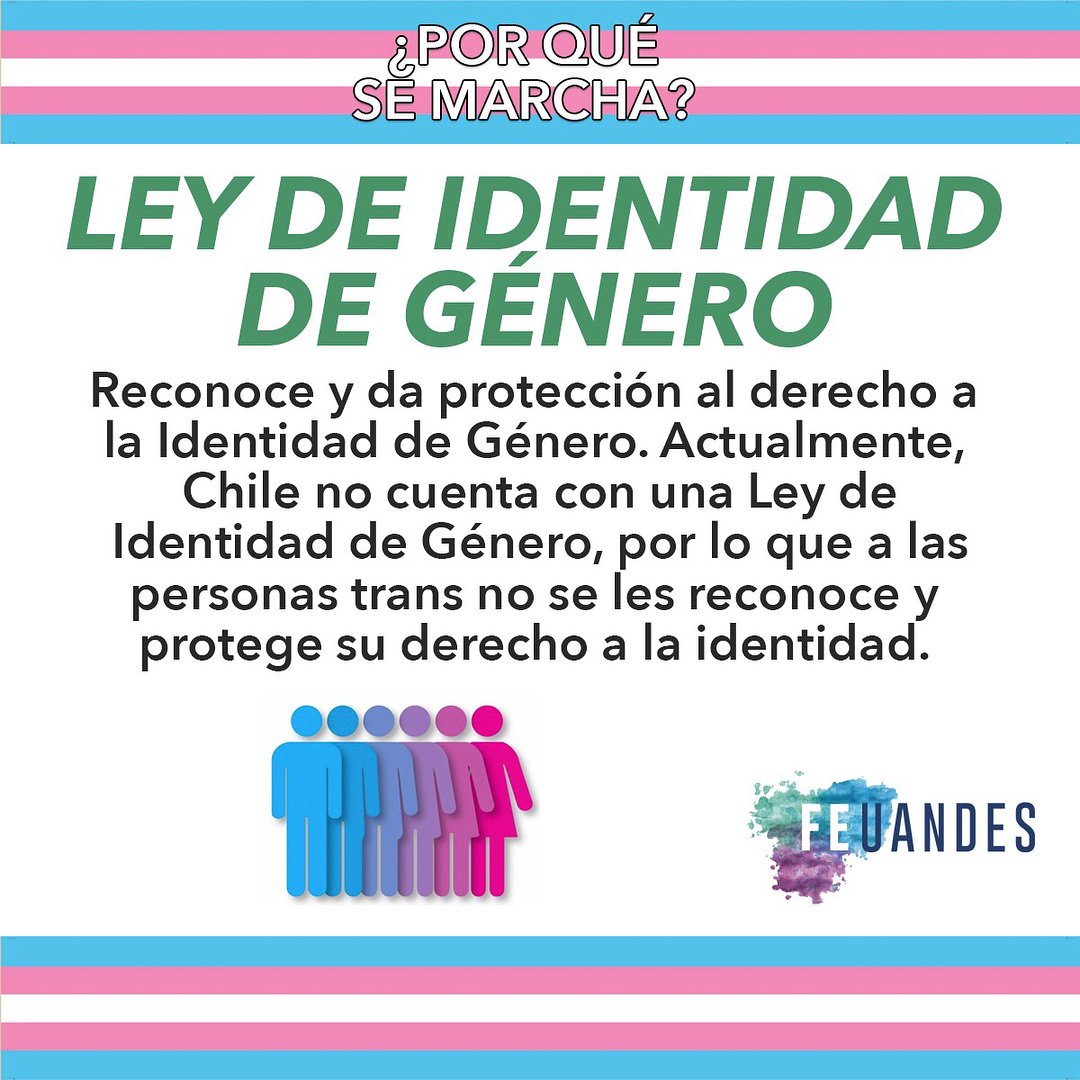 ¿POR QUÉ
SE MARCHA?
LEY DE IDENTIDAD
DE GÉNERO
Reconoce y da protección al derecho a
la Identidad de Género. Actualmente,
Chile no cuenta con una Ley de
Identidad de Género, por lo que a las
personas trans no se les reconoce y
protege su derecho a la identidad.
FEUANDES